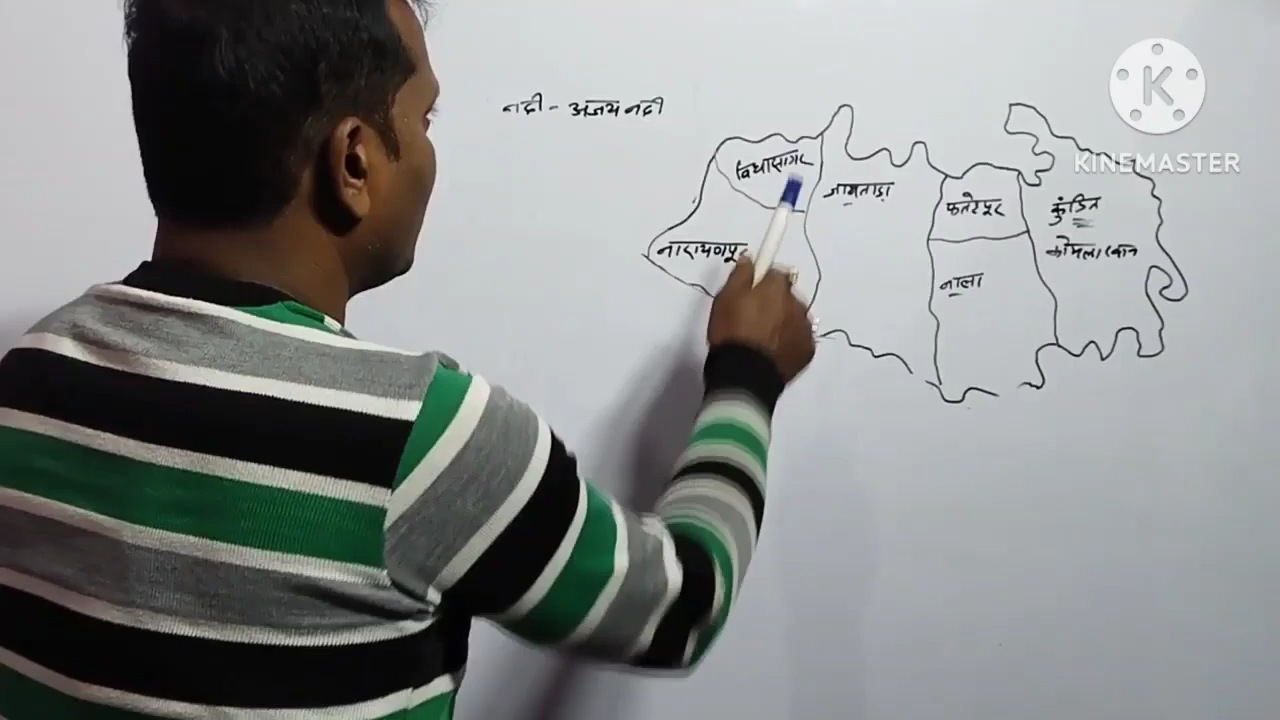 नदी - अजय नदी
K
KINEMASTER
विद्यासागर
जामताड़ा
फतेहपुर
कुंडित
नारायणपुर
नाला